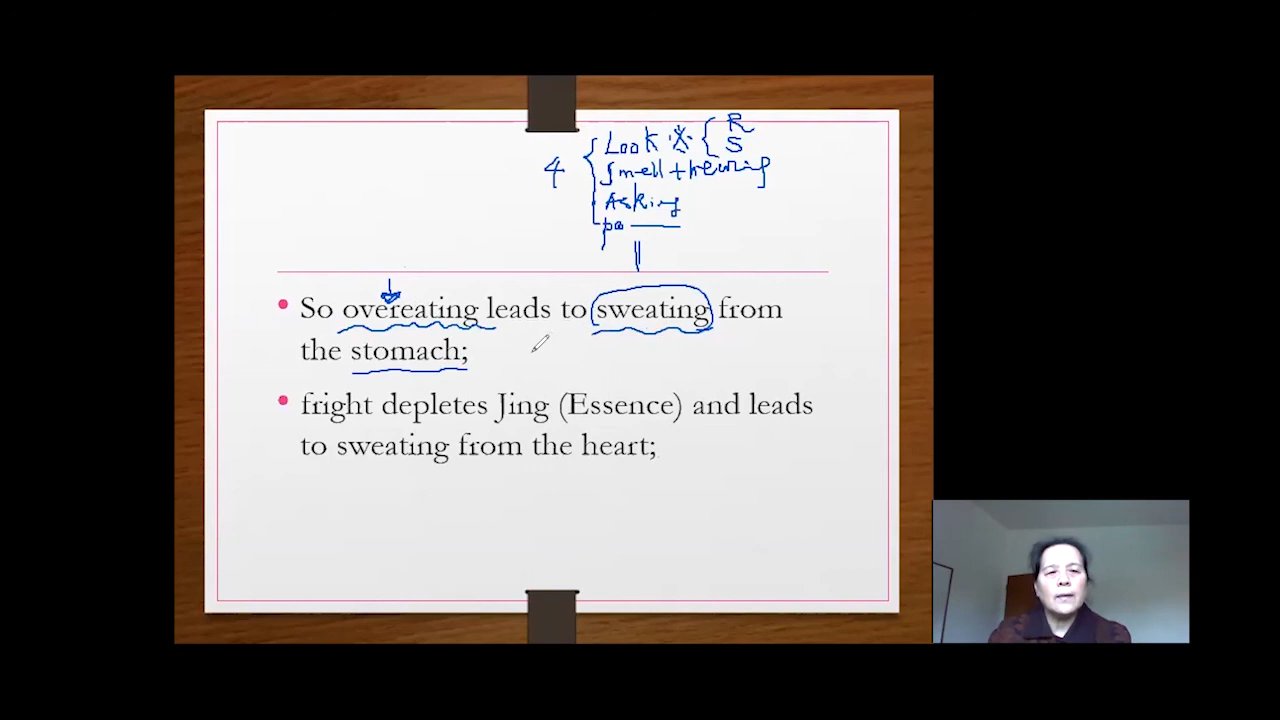 4
Look ※ { R
S
Smell + hearing
Asking
pa
• So overeating leads to sweating from
the stomach;
• fright depletes Jing (Essence) and leads
to sweating from the heart;